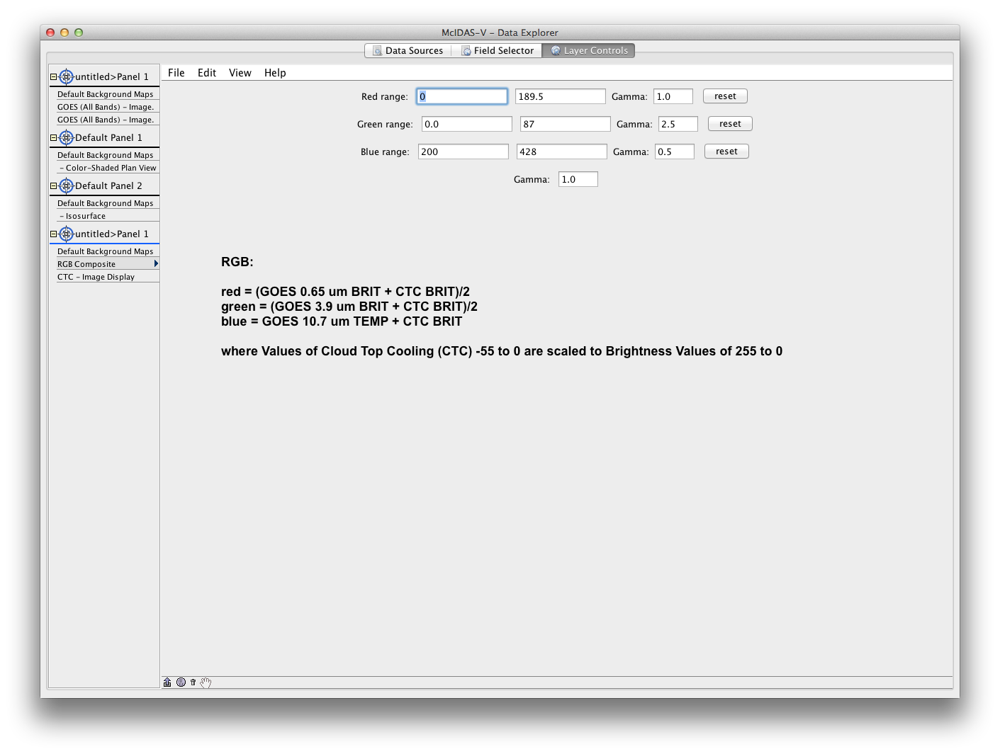 McIDAS-V - Data Explorer
Data Sources Field Selector Layer Controls
untitled>Panel 1
Default Background Maps
GOES (All Bands) - Image.
GOES (All Bands) - Image.
Default Panel 1
Default Background Maps
- Color-Shaded Plan View
Default Panel 2
Default Background Maps
- Isosurface
untitled>Panel 1
Default Background Maps
RGB Composite
CTC - Image Display
File Edit View Help
Red range: 0 189.5 Gamma: 1.0 reset
Green range: 0.0 87 Gamma: 2.5 reset
Blue range: 200 428 Gamma: 0.5 reset
Gamma: 1.0
RGB:
red = (GOES 0.65 um BRIT + CTC BRIT)/2
green = (GOES 3.9 um BRIT + CTC BRIT)/2
blue = GOES 10.7 um TEMP + CTC BRIT
where Values of Cloud Top Cooling (CTC) -55 to 0 are scaled to Brightness Values of 255 to 0